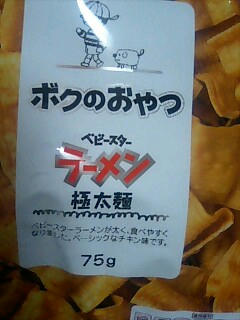 ボクのおやつ
ベビースター
ラーメン
極太麺
ベビースターラーメンが太く、食べやすく
なりました。ベーシックなチキン味です。
75g